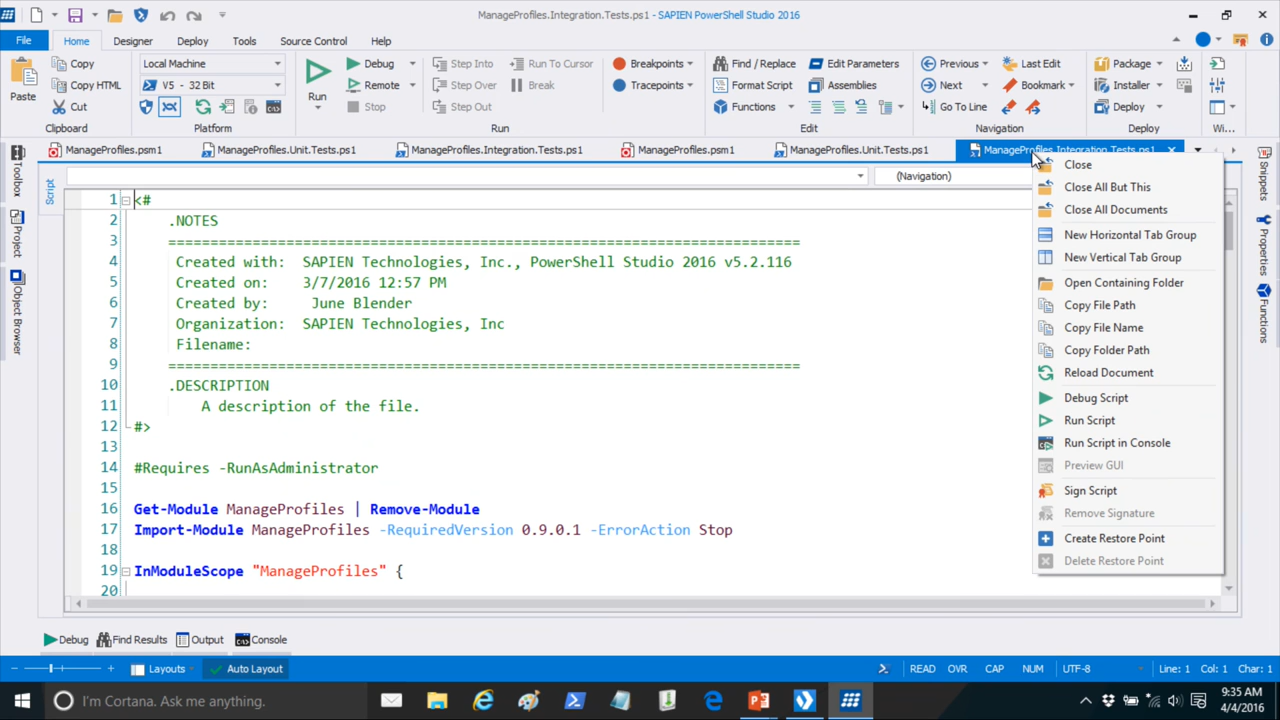 ManageProfiles.Integration.Tests.ps1 - SAPIEN PowerShell Studio 2016
File Home Designer Deploy Tools Source Control Help
Paste
Copy
Copy HTML
Cut
Clipboard
Local Machine
V5 - 32 Bit
Platform
Run
Debug
Remote
Stop
Step Into
Step Over
Step Out
Run To Cursor
Break
Run
Breakpoints
Tracepoints
Find / Replace
Format Script
Functions
Edit Parameters
Assemblies
Edit
Previous
Next
Go To Line
Last Edit
Bookmark
Navigation
Package
Installer
Deploy
Deploy
Wi...
ManageProfiles.psm1 ManageProfiles.Unit.Tests.ps1 ManageProfiles.Integration.Tests.ps1 ManageProfiles.psm1 ManageProfiles.Unit.Tests.ps1 ManageProfiles.Integration.Tests.ps1
(Navigation)
Toolbox
Project
Object Browser
Script
1 <#
2 .NOTES
3 ===========================================================================
4 Created with: SAPIEN Technologies, Inc., PowerShell Studio 2016 v5.2.116
5 Created on: 3/7/2016 12:57 PM
6 Created by: June Blender
7 Organization: SAPIEN Technologies, Inc
8 Filename:
9 ===========================================================================
10 .DESCRIPTION
11 A description of the file.
12 #>
13
14 #Requires -RunAsAdministrator
15
16 Get-Module ManageProfiles | Remove-Module
17 Import-Module ManageProfiles -RequiredVersion 0.9.0.1 -ErrorAction Stop
18
19 InModuleScope "ManageProfiles" {
20
Close
Close All But This
Close All Documents
New Horizontal Tab Group
New Vertical Tab Group
Open Containing Folder
Copy File Path
Copy File Name
Copy Folder Path
Reload Document
Debug Script
Run Script
Run Script in Console
Preview GUI
Sign Script
Remove Signature
Create Restore Point
Delete Restore Point
Snippets
Properties
Functions
Debug Find Results Output Console
Layouts Auto Layout READ OVR CAP NUM UTF-8 Line: 1 Col: 1 Char: 1
I'm Cortana. Ask me anything.
9:35 AM
4/4/2016